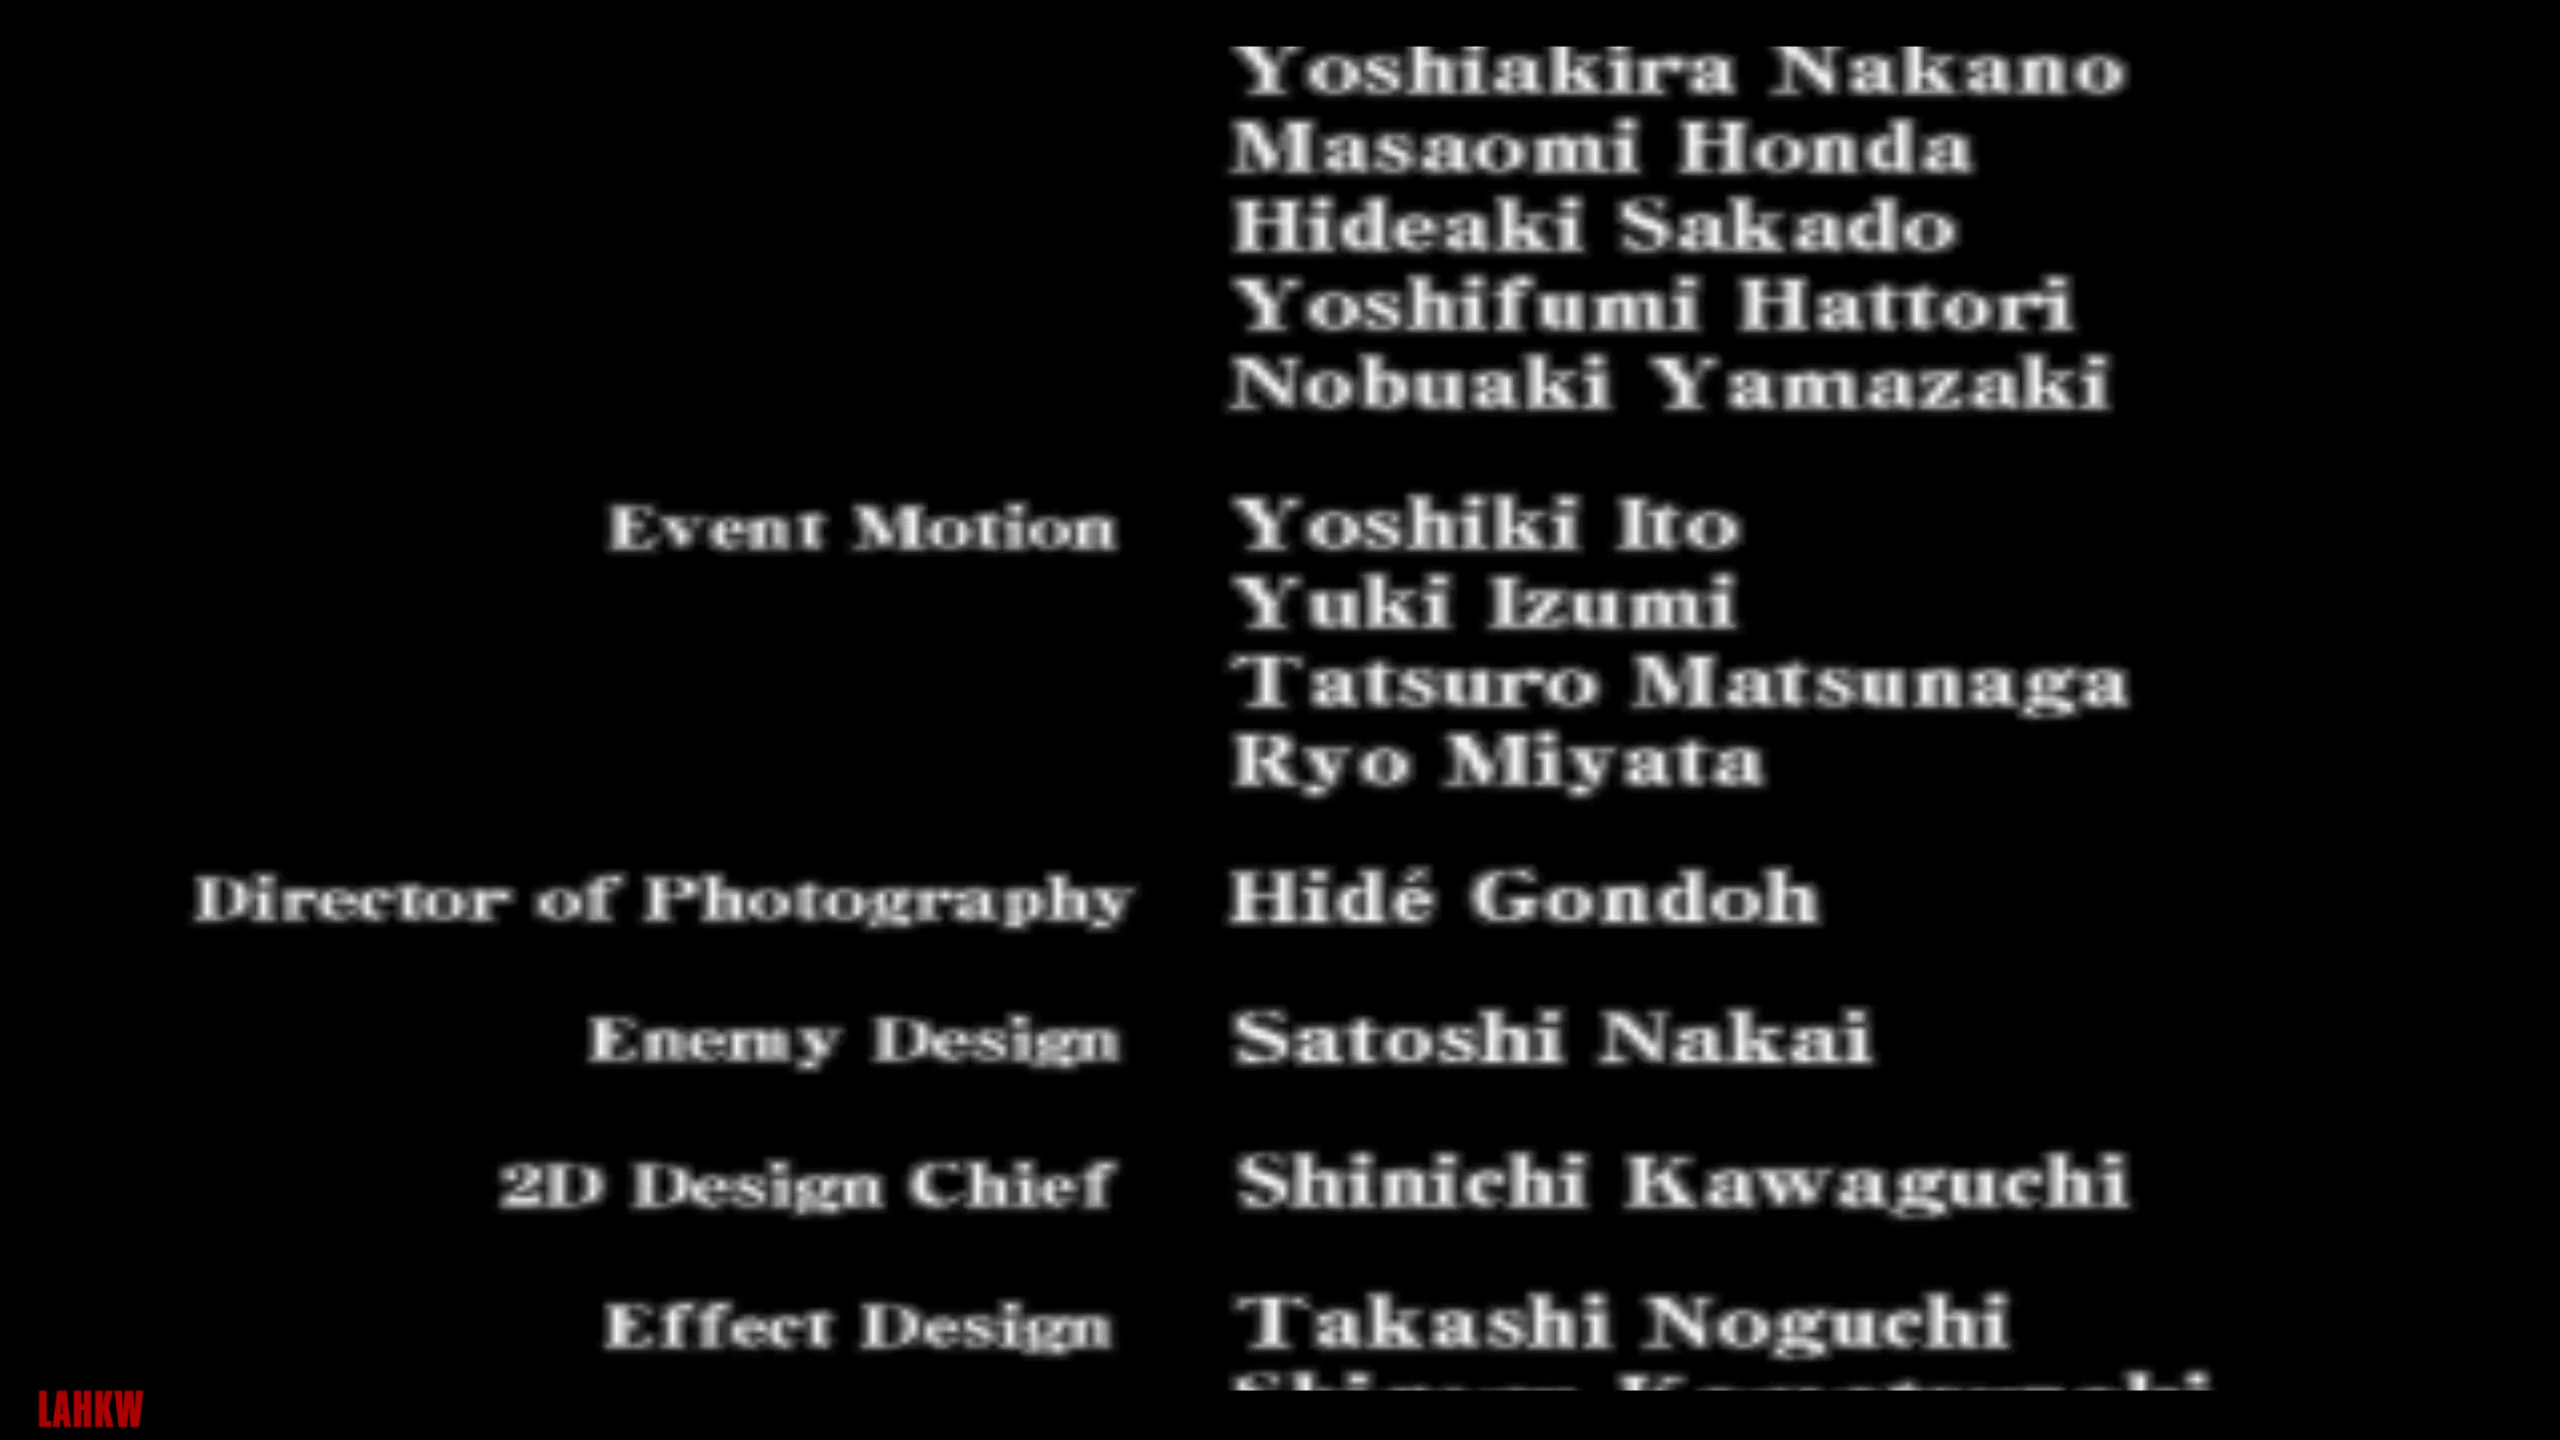 Yoshiakira Nakano
Masaomi Honda
Hideaki Sakado
Yoshifumi Hattori
Nobuaki Yamazaki
Event Motion Yoshiki Ito
Yuki Izumi
Tatsuro Matsunaga
Ryo Miyata
Director of Photography Hidé Gondoh
Enemy Design Satoshi Nakai
2D Design Chief Shinichi Kawaguchi
Effect Design Takashi Noguchi
LAHKW